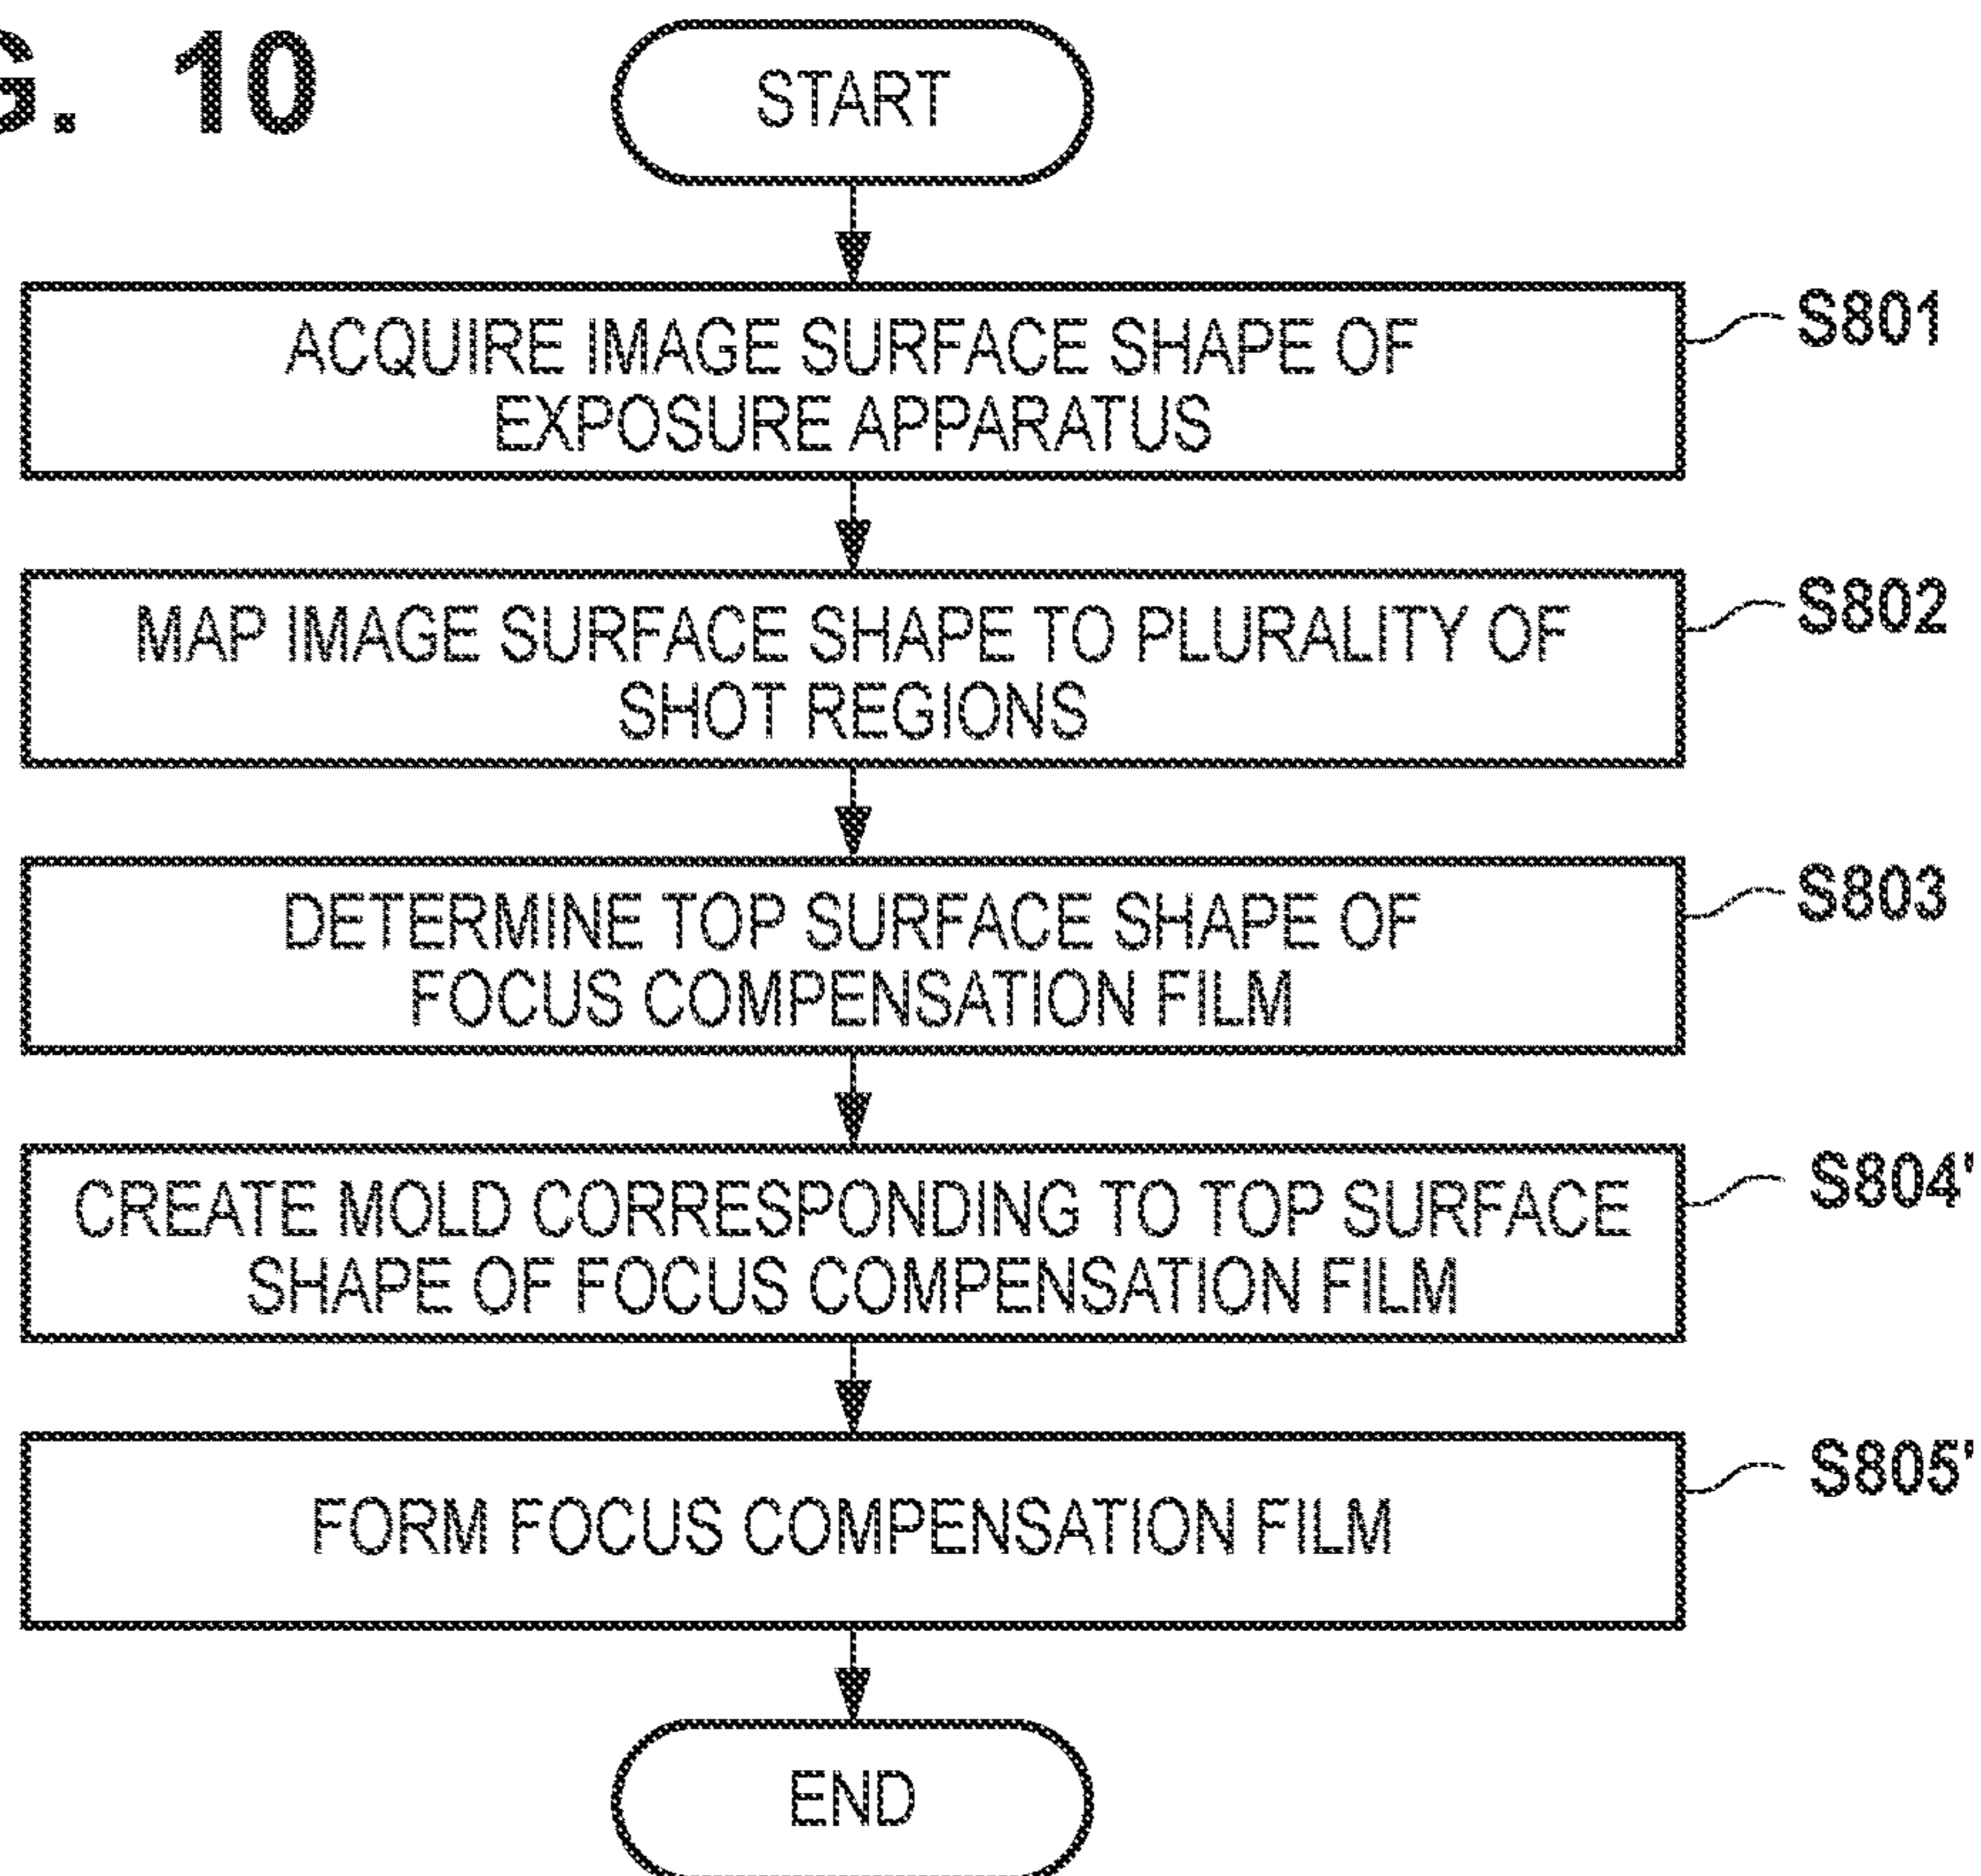 G. 10
START
ACQUIRE IMAGE SURFACE SHAPE OF
EXPOSURE APPARATUS
S801
MAP IMAGE SURFACE SHAPE TO PLURALITY OF
SHOT REGIONS
S802
DETERMINE TOP SURFACE SHAPE OF
FOCUS COMPENSATION FILM
S803
CREATE MOLD CORRESPONDING TO TOP SURFACE
SHAPE OF FOCUS COMPENSATION FILM
S804'
FORM FOCUS COMPENSATION FILM
S805'
END